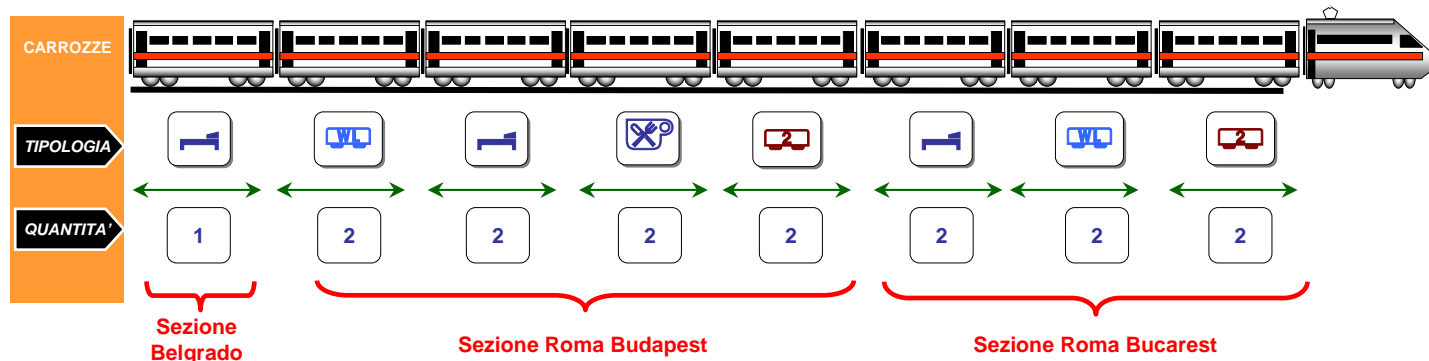 CARROZZE
TIPOLOGIA
WL
2
WL
2
QUANTITA’
1
2
2
2
2
2
2
2
Sezione
Belgrado
Sezione Roma Budapest
Sezione Roma Bucarest